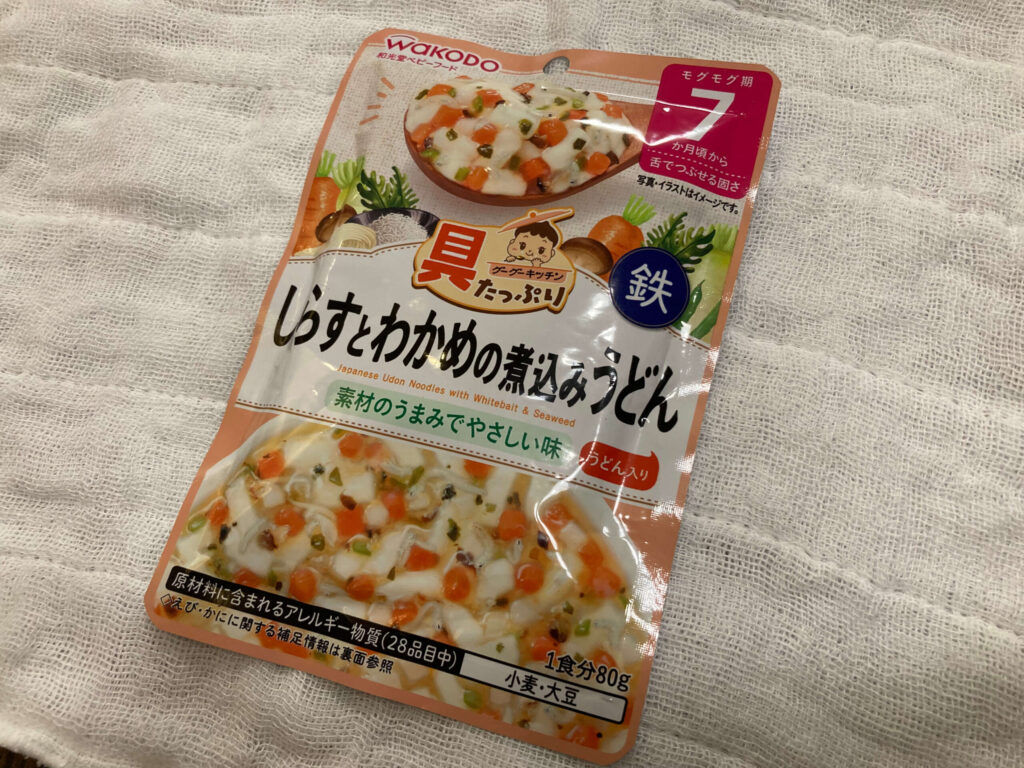 WAKODO
和光堂ベビーフード
モグモグ期
7
か月頃から
舌でつぶせる固さ
写真・イラストはイメージです。
グーグーキッチン
具
たっぷり
鉄
しらすとわかめの煮込みうどん
Japanese Udon Noodles with Whitebait & Seaweed
素材のうまみでやさしい味
うどん入り
原材料に含まれるアレルギー物質(28品目中)
◇えび・かにに関する補足情報は裏面参照
1食分80g
小麦・大豆